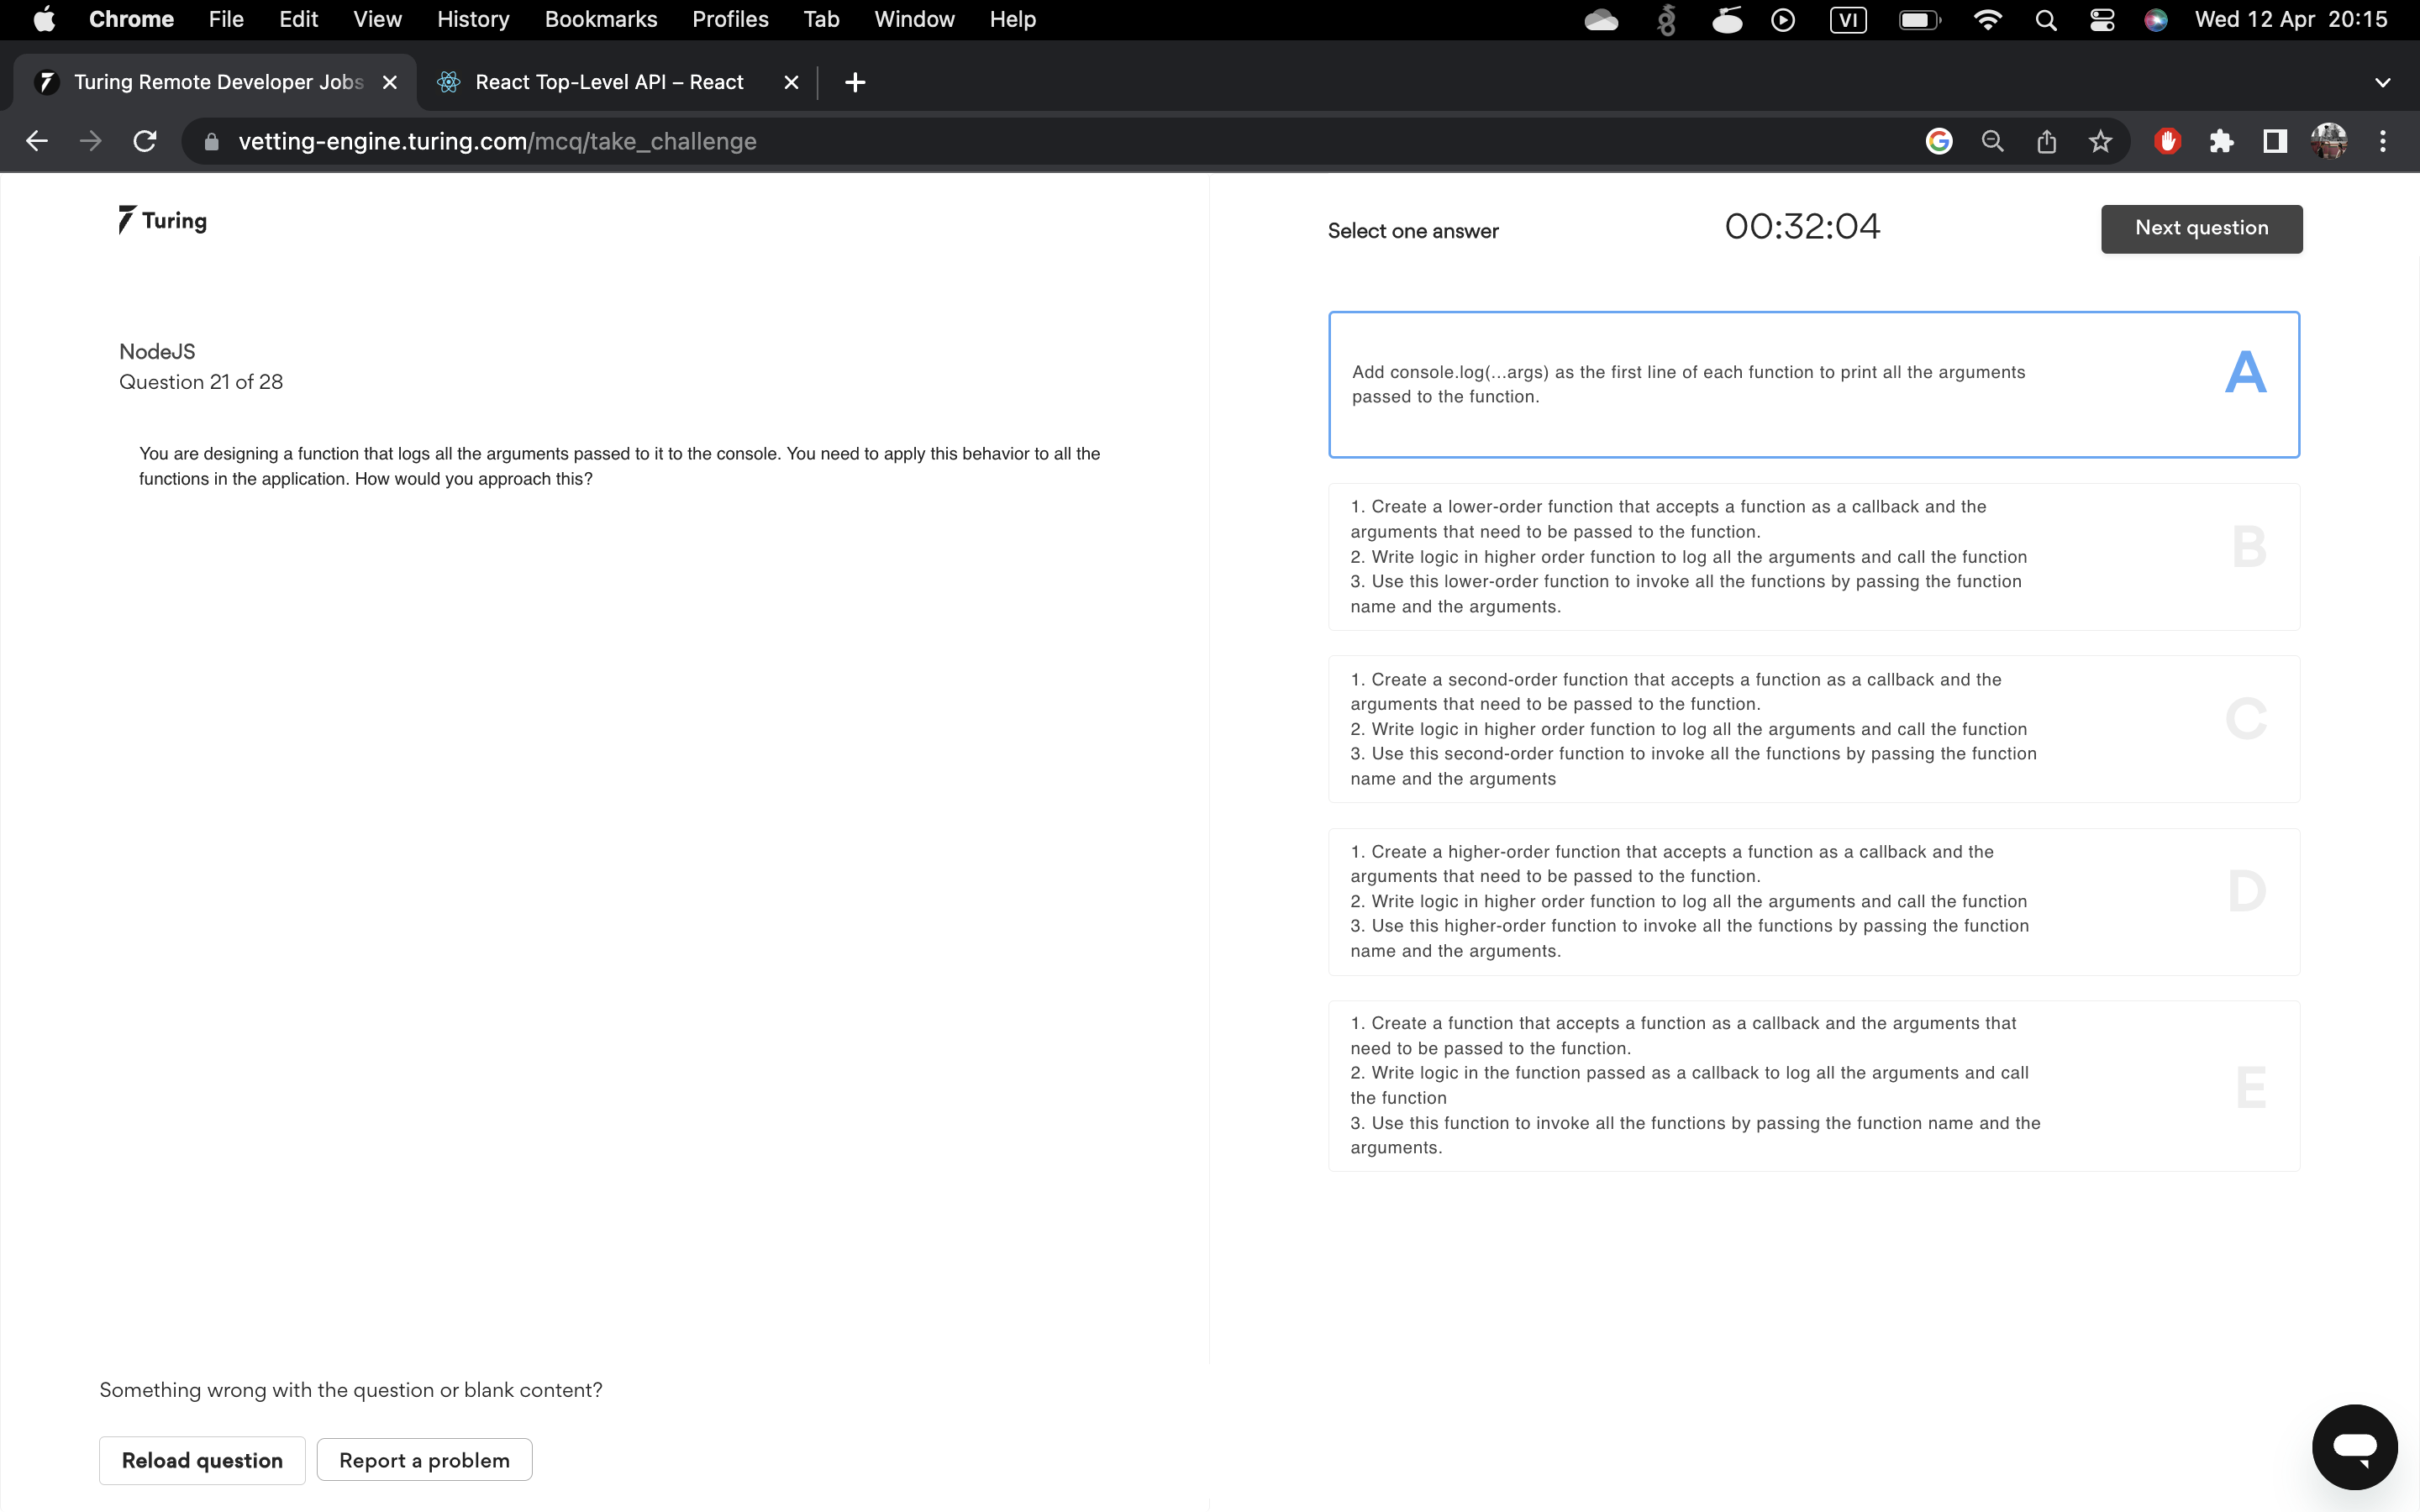 Chrome File Edit View History Bookmarks Profiles Tab Window Help VI Wed 12 Apr 20:15
Turing Remote Developer Jobs React Top-Level API – React
vetting-engine.turing.com/mcq/take_challenge
Turing
Select one answer 00:32:04 Next question
NodeJS
Question 21 of 28
You are designing a function that logs all the arguments passed to it to the console. You need to apply this behavior to all the
functions in the application. How would you approach this?
Add console.log(...args) as the first line of each function to print all the arguments
passed to the function.
A
1. Create a lower-order function that accepts a function as a callback and the
arguments that need to be passed to the function.
2. Write logic in higher order function to log all the arguments and call the function
3. Use this lower-order function to invoke all the functions by passing the function
name and the arguments.
B
1. Create a second-order function that accepts a function as a callback and the
arguments that need to be passed to the function.
2. Write logic in higher order function to log all the arguments and call the function
3. Use this second-order function to invoke all the functions by passing the function
name and the arguments
C
1. Create a higher-order function that accepts a function as a callback and the
arguments that need to be passed to the function.
2. Write logic in higher order function to log all the arguments and call the function
3. Use this higher-order function to invoke all the functions by passing the function
name and the arguments.
D
1. Create a function that accepts a function as a callback and the arguments that
need to be passed to the function.
2. Write logic in the function passed as a callback to log all the arguments and call
the function
3. Use this function to invoke all the functions by passing the function name and the
arguments.
E
Something wrong with the question or blank content?
Reload question Report a problem